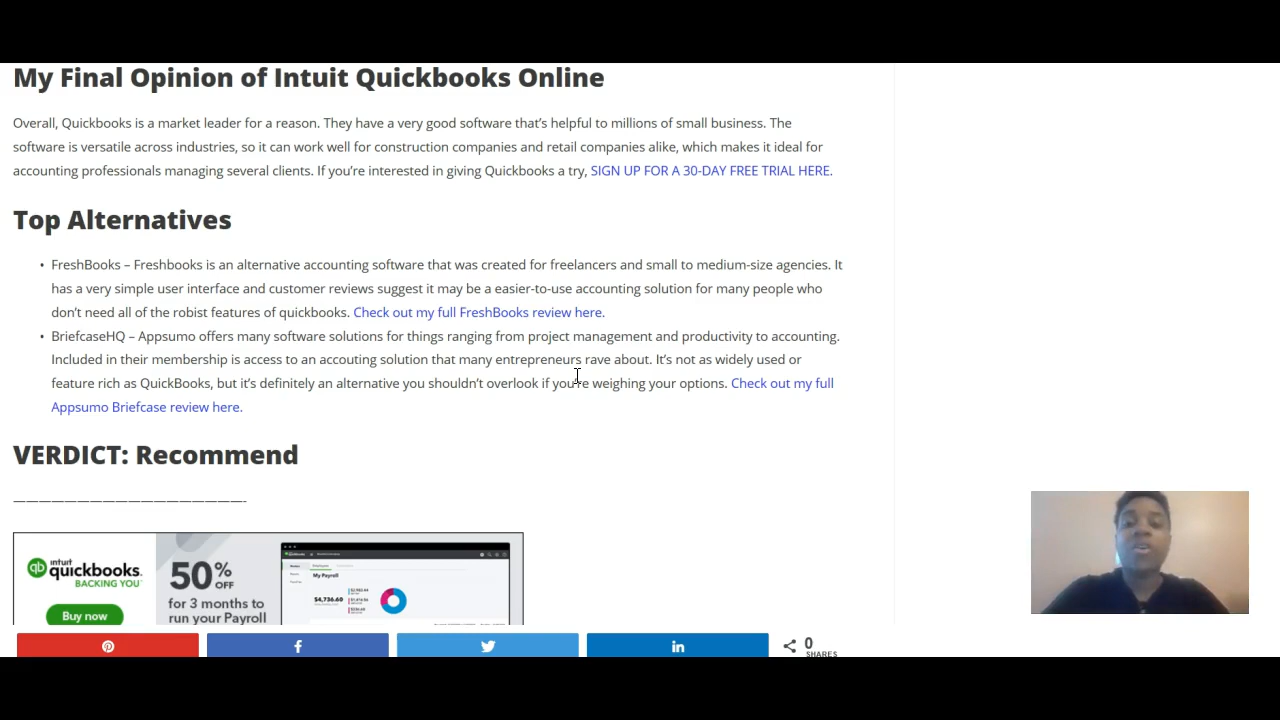 My Final Opinion of Intuit Quickbooks Online
Overall, Quickbooks is a market leader for a reason. They have a very good software that's helpful to millions of small business. The
software is versatile across industries, so it can work well for construction companies and retail companies alike, which makes it ideal for
accounting professionals managing several clients. If you're interested in giving Quickbooks a try, SIGN UP FOR A 30-DAY FREE TRIAL HERE.
Top Alternatives
• FreshBooks – Freshbooks is an alternative accounting software that was created for freelancers and small to medium-size agencies. It
has a very simple user interface and customer reviews suggest it may be a easier-to-use accounting solution for many people who
don't need all of the robist features of quickbooks. Check out my full FreshBooks review here.
• BriefcaseHQ – Appsumo offers many software solutions for things ranging from project management and productivity to accounting.
Included in their membership is access to an accouting solution that many entrepreneurs rave about. It's not as widely used or
feature rich as QuickBooks, but it's definitely an alternative you shouldn't overlook if you're weighing your options. Check out my full
Appsumo Briefcase review here.
VERDICT: Recommend
———————————————————-
intuit
quickbooks.
BACKING YOU
Buy now
50% OFF
for 3 months to
run your Payroll
quickbooks
My Payroll
$4,736.60
0
SHARES